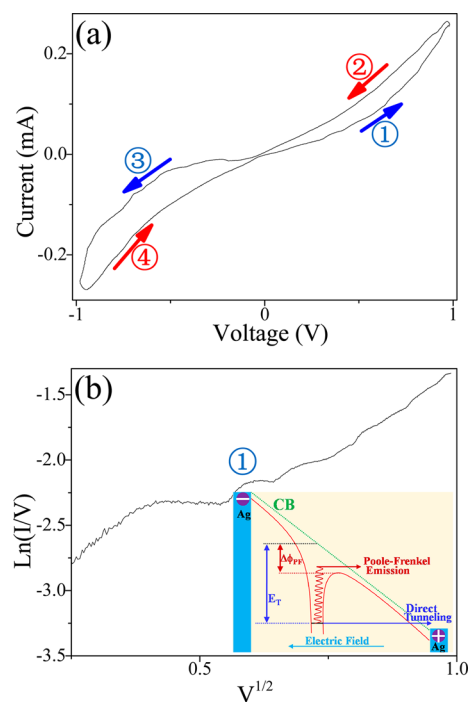 (a)
0.2
0.0
-0.2
Current (mA)
②
①
③
④
-1
0
1
Voltage (V)
(b)
-1.5
-2.0
-2.5
-3.0
-3.5
Ln(I/V)
①
Ag
CB
Δϕ_PF
Poole-Frenkel
Emission
E_T
Direct
Tunneling
Ag
Electric Field
0.5
1.0
V^1/2